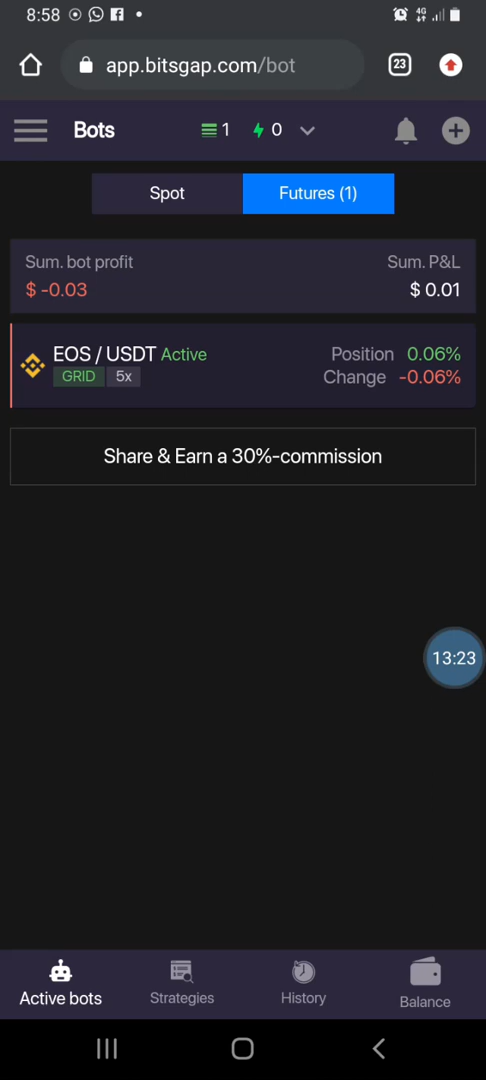 8:58
4G
app.bitsgap.com/bot
23
Bots
1
0
Spot
Futures (1)
Sum. bot profit
Sum. P&L
$ -0.03
$ 0.01
EOS / USDT Active
Position 0.06%
GRID 5x
Change -0.06%
Share & Earn a 30%-commission
13:23
Active bots
Strategies
History
Balance